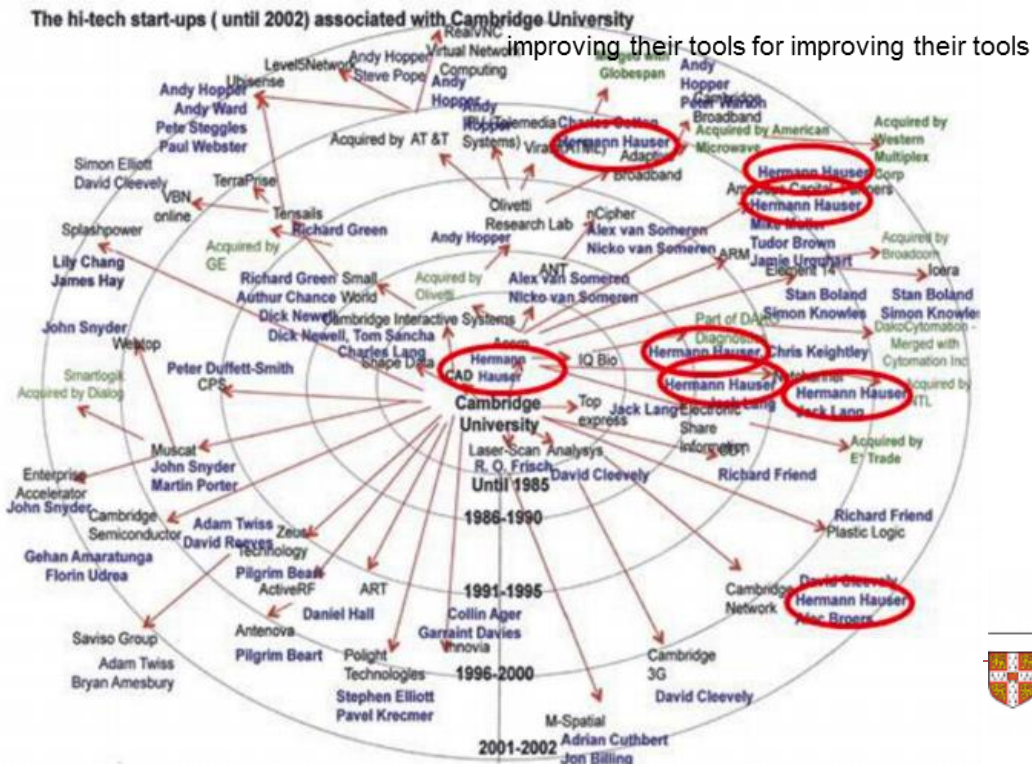 The hi-tech start-ups ( until 2002) associated with Cambridge University
improving their tools for improving their tools
RealVNC
Virtual Network
Computing
Andy Hopper
Steve Pope
Level5Network
Ubisense
Andy Hopper
Andy Ward
Pete Steggles
Paul Webster
Andy
Hopper
Andy
Hopper
Systems)
Globespan
Andy
Hopper
Broadband
Acquired by American
Microwave
Acquired by
Western
Multiplex
Corp
Hermann Hauser
Broadband
Hermann Hauser
Hermann Hauser
Acquired by AT &T
Simon Elliott
David Cleevely
VBN
online
TerraPrise
Tensails
Richard Green
Splashpower
Lily Chang
James Hay
Acquired by
GE
Olivetti
Research Lab
Andy Hopper
nCipher
Alex van Someren
Nicko van Someren
ARM
Tudor Brown
Jamie Urquhart
Element 14
Acquired by
Broadcom
Icera
Richard Green
Small
World
Authur Chance
Dick Newell
Acquired by
Olivetti
ANT
Alex van Someren
Nicko van Someren
Stan Boland
Simon Knowles
Stan Boland
Simon Knowles
Cambridge Interactive Systems
Dick Newell, Tom Sancha
Charles Lang
Shape Data
Acorn
Hermann
Hauser
CAD
IQ Bio
Part of DAKO
Hermann Hauser
Chris Keightley
DakoCytomation -
Merged with
Cytomation Inc
John Snyder
Webtop
Smartlogik
Acquired by Dialog
Peter Duffett-Smith
CPS
Hermann Hauser
Jack Lang
Hermann Hauser
Jack Lang
Acquired by
NTL
Cambridge
University
Top
express
Jack Lang
Electronic
Share
Information
Acquired by
E* Trade
CDT
Richard Friend
Laser-Scan
Analysys
R. O. Frisch
David Cleevely
Until 1985
Muscat
John Snyder
Martin Porter
Enterprise
Accelerator
John Snyder
1986-1990
Cambridge
Semiconductor
Gehan Amaratunga
Florin Udrea
Adam Twiss
David Reeves
Zeus
Technology
Richard Friend
Plastic Logic
Pilgrim Beart
ActiveRF
ART
1991-1995
Cambridge
Network
David Cleevely
Hermann Hauser
Alec Broers
Daniel Hall
Antenova
Pilgrim Beart
Collin Ager
Garraint Davies
Innovia
Saviso Group
Adam Twiss
Bryan Amesbury
Polight
Technologies
Stephen Elliott
Pavel Krecmer
1996-2000
Cambridge
3G
David Cleevely
M-Spatial
Adrian Cuthbert
Jon Billing
2001-2002